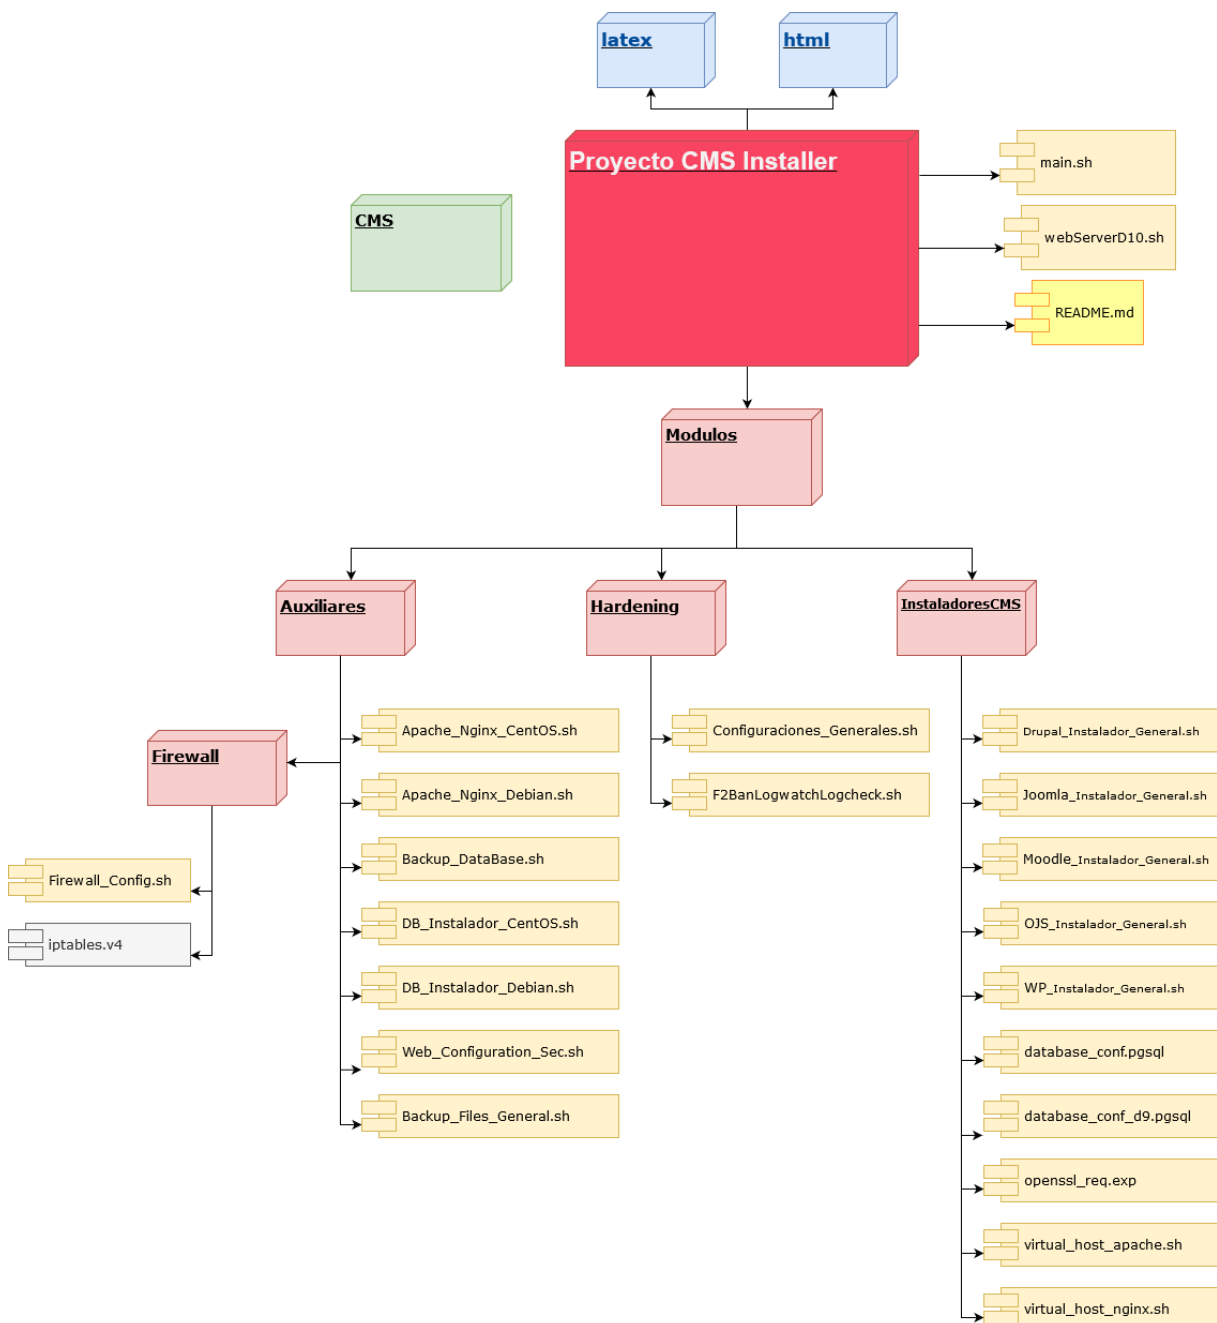 latex
html
Proyecto CMS Installer
main.sh
CMS
webServerD10.sh
README.md
Modulos
Auxiliares
Hardening
InstaladoresCMS
Firewall
Apache_Nginx_CentOS.sh
Configuraciones_Generales.sh
Drupal_Instalador_General.sh
Apache_Nginx_Debian.sh
F2BanLogwatchLogcheck.sh
Joomla_Instalador_General.sh
Backup_DataBase.sh
Moodle_Instalador_General.sh
Firewall_Config.sh
DB_Instalador_CentOS.sh
OJS_Instalador_General.sh
iptables.v4
DB_Instalador_Debian.sh
WP_Instalador_General.sh
Web_Configuration_Sec.sh
database_conf.pgsql
Backup_Files_General.sh
database_conf_d9.pgsql
openssl_req.exp
virtual_host_apache.sh
virtual_host_nginx.sh